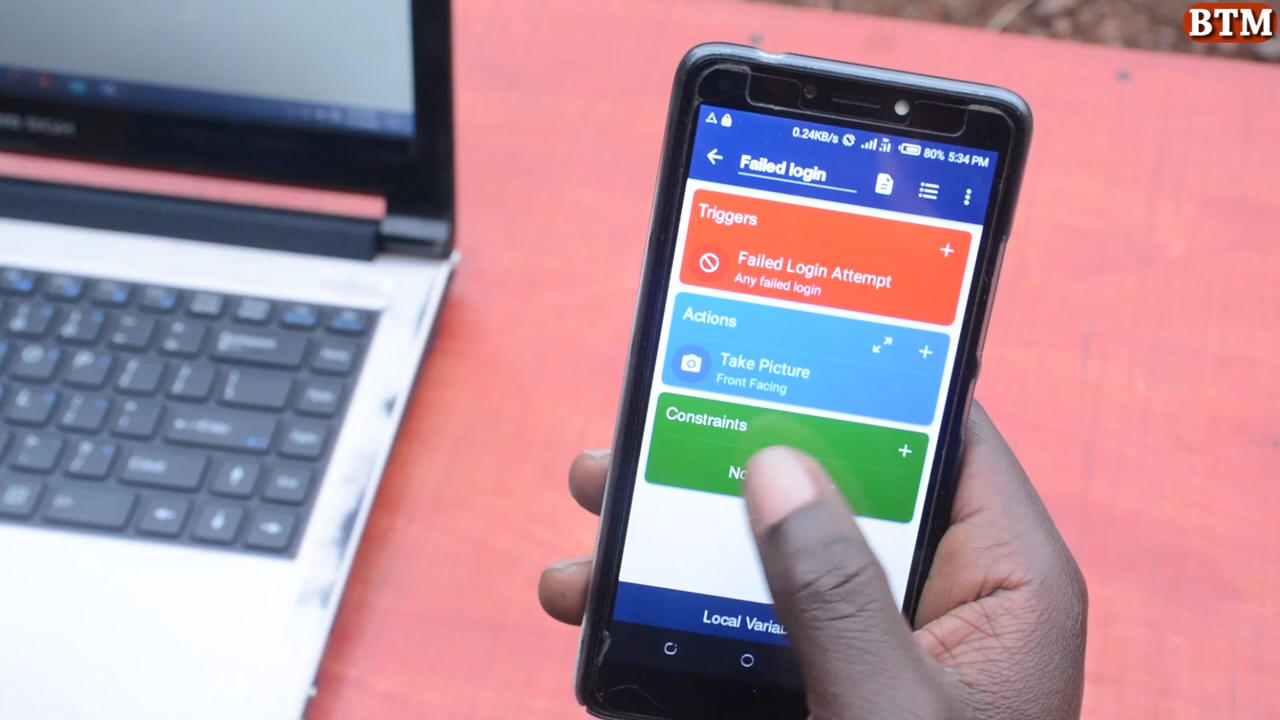 BTM
0.24KB/s 80% 5:34 PM
Failed login
Triggers
Failed Login Attempt
Any failed login
Actions
Take Picture
Front Facing
Constraints
Local